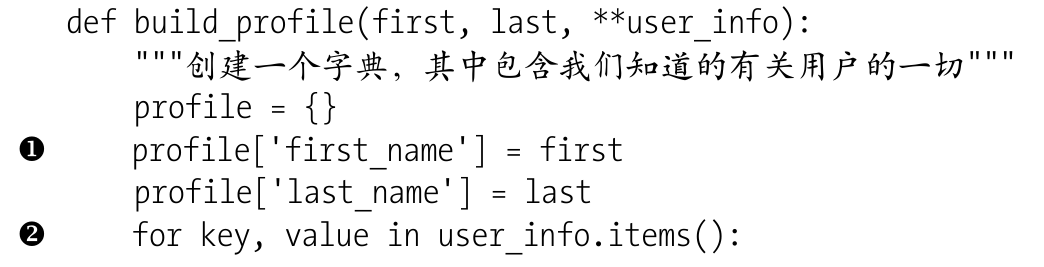 def build_profile(first, last, **user_info):
    """创建一个字典，其中包含我们知道的有关用户的一切"""
    profile = {}
❶    profile['first_name'] = first
    profile['last_name'] = last
❷    for key, value in user_info.items():